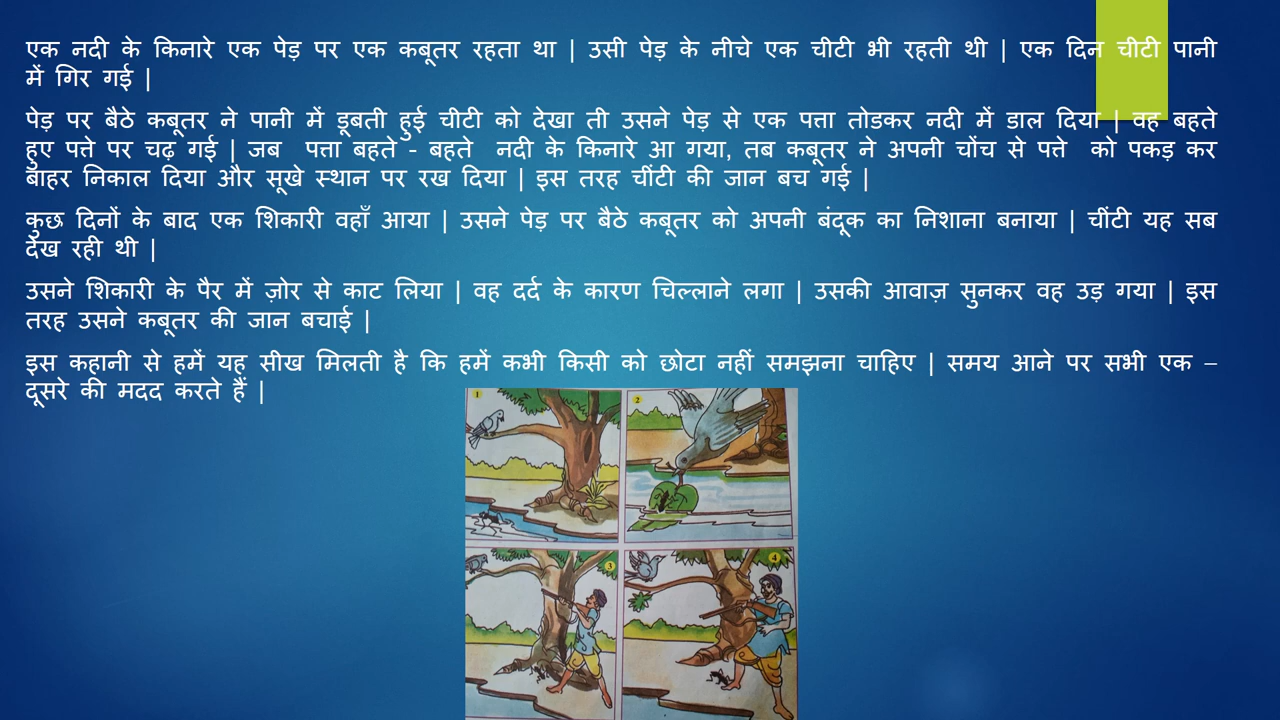 एक नदी के किनारे एक पेड़ पर एक कबूतर रहता था | उसी पेड़ के नीचे एक चीटी भी रहती थी | एक दिन चीटी पानी
में गिर गई |
पेड़ पर बैठे कबूतर ने पानी में डूबती हुई चीटी को देखा ती उसने पेड़ से एक पत्ता तोडकर नदी में डाल दिया | वह बहते
हुए पत्ते पर चढ़ गई | जब पत्ता बहते - बहते नदी के किनारे आ गया, तब कबूतर ने अपनी चोंच से पत्ते को पकड़ कर
बाहर निकाल दिया और सूखे स्थान पर रख दिया | इस तरह चींटी की जान बच गई |
कुछ दिनों के बाद एक शिकारी वहाँ आया | उसने पेड़ पर बैठे कबूतर को अपनी बंदूक का निशाना बनाया | चींटी यह सब
देख रही थी |
उसने शिकारी के पैर में ज़ोर से काट लिया | वह दर्द के कारण चिल्लाने लगा | उसकी आवाज़ सुनकर वह उड़ गया | इस
तरह उसने कबूतर की जान बचाई |
इस कहानी से हमें यह सीख मिलती है कि हमें कभी किसी को छोटा नहीं समझना चाहिए | समय आने पर सभी एक –
दूसरे की मदद करते हैं |
1
2
3
4